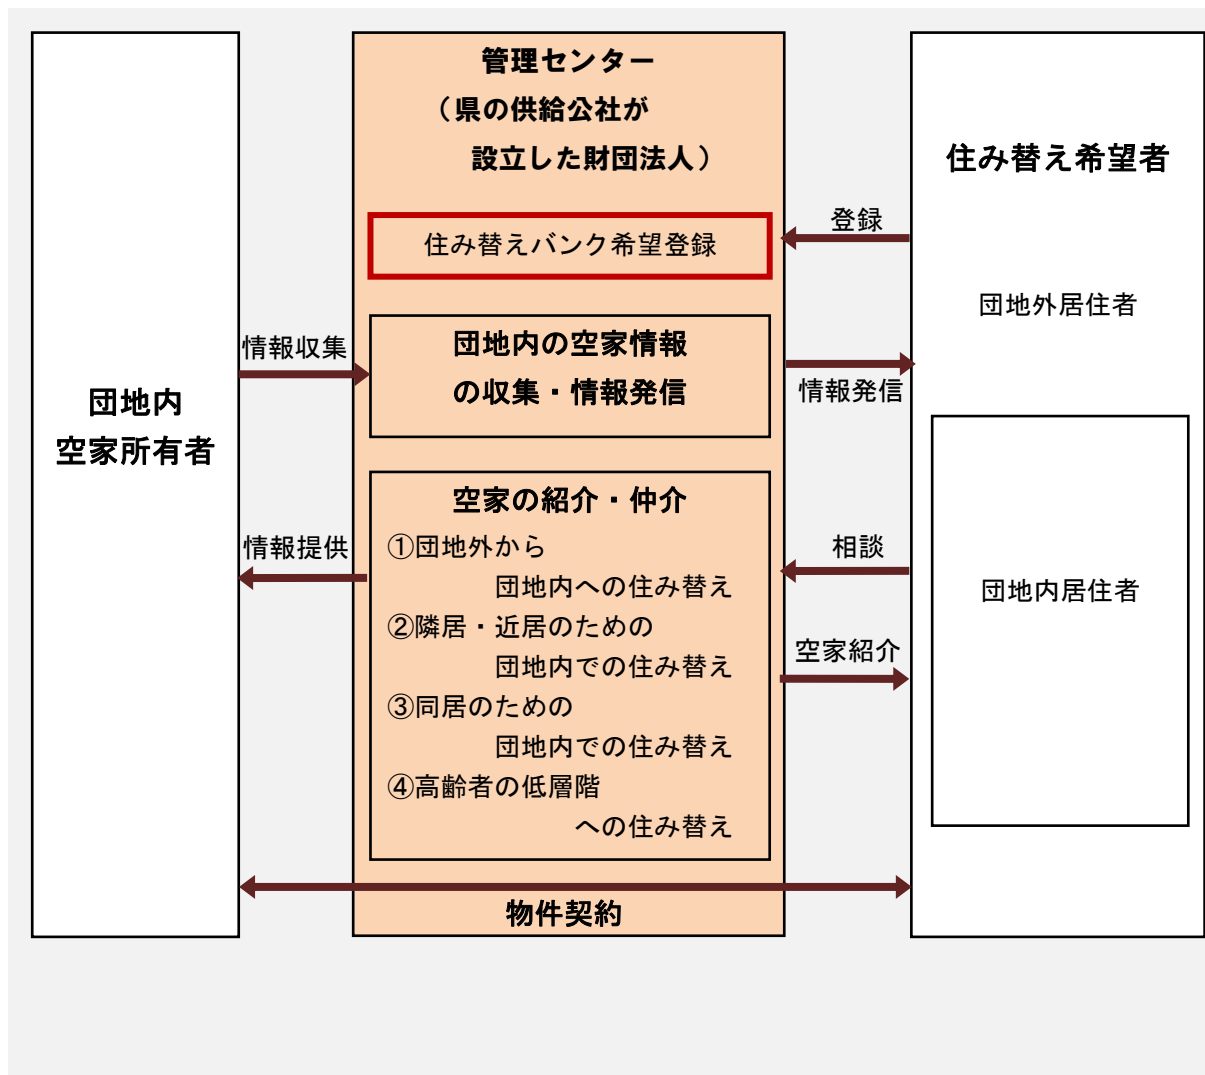 団地内
空家所有者
情報収集
情報提供
管理センター
（県の供給公社が
設立した財団法人）
住み替えバンク希望登録
団地内の空家情報
の収集・情報発信
空家の紹介・仲介
①団地外から
団地内への住み替え
②隣居・近居のための
団地内での住み替え
③同居のための
団地内での住み替え
④高齢者の低層階
への住み替え
物件契約
登録
情報発信
相談
空家紹介
住み替え希望者
団地外居住者
団地内居住者